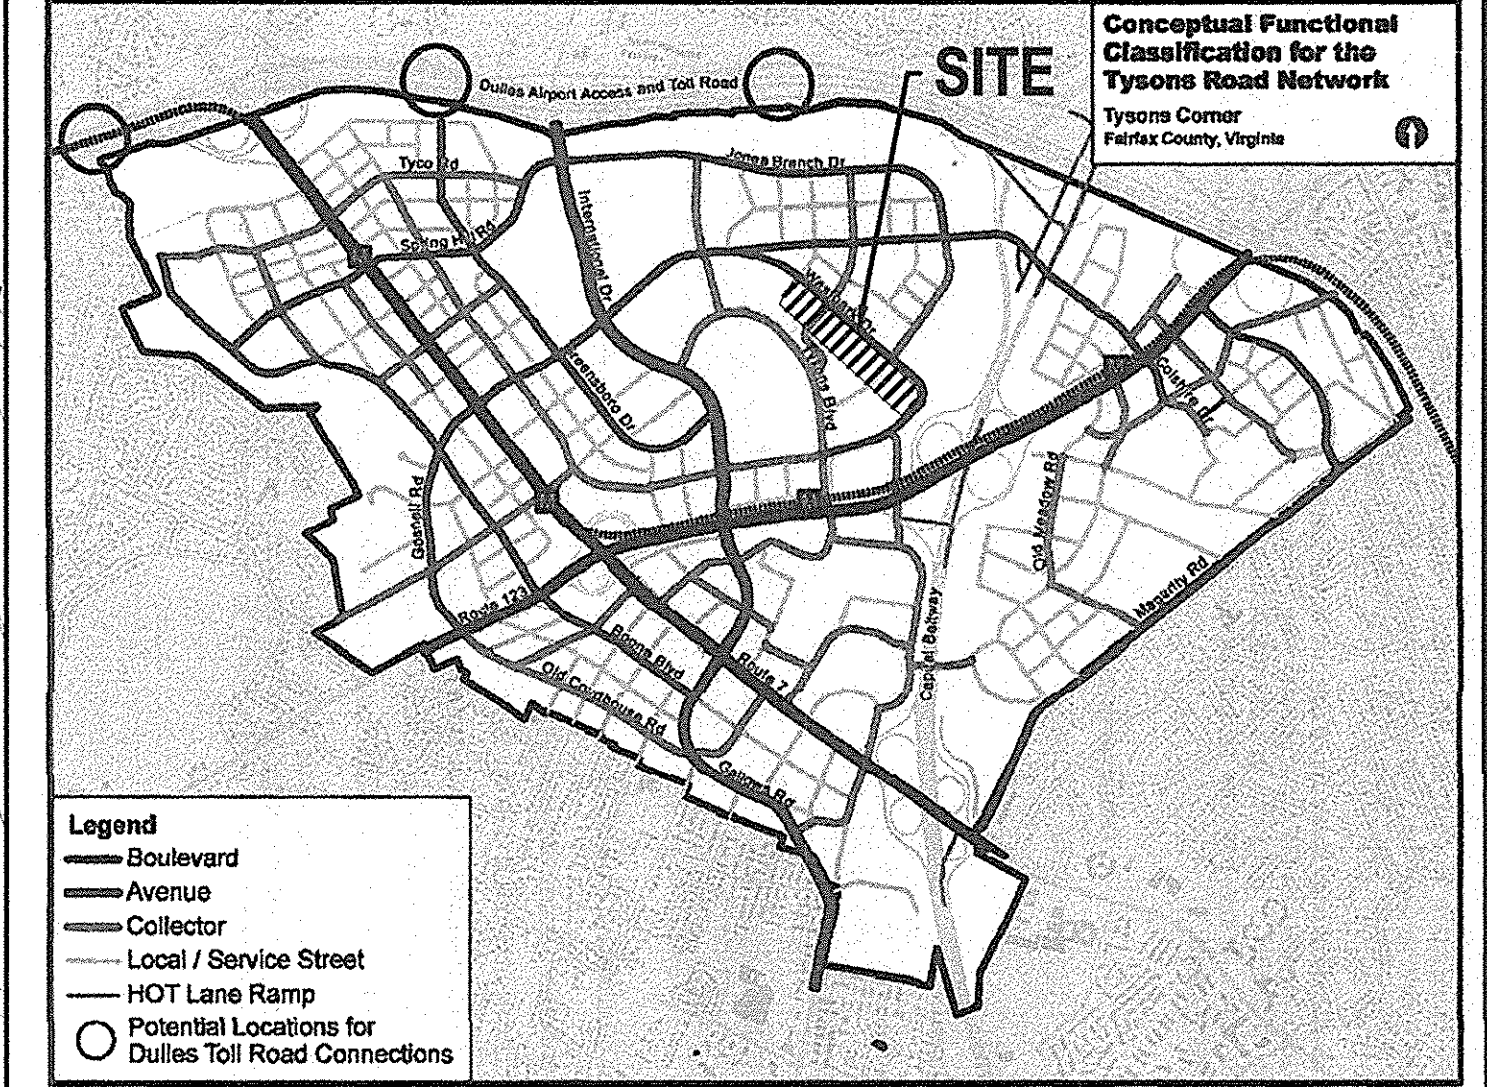 Conceptual Functional
Classification for the
Tysons Road Network
Tysons Corner
Fairfax County, Virginia
SITE
Dulles Airport Access and Toll Road
Tyco Rd
Jones Branch Dr
Spring Hill Rd
International Dr
Westpark Dr
Greensboro Dr
Tysons Blvd
Colshire Dr
Gosnell Rd
Old Meadow Rd
Route 123
Magarity Rd
Boone Blvd
Capital Beltway
Route 7
Old Courthouse Rd
Gallows Rd
Legend
Boulevard
Avenue
Collector
Local / Service Street
HOT Lane Ramp
Potential Locations for
Dulles Toll Road Connections